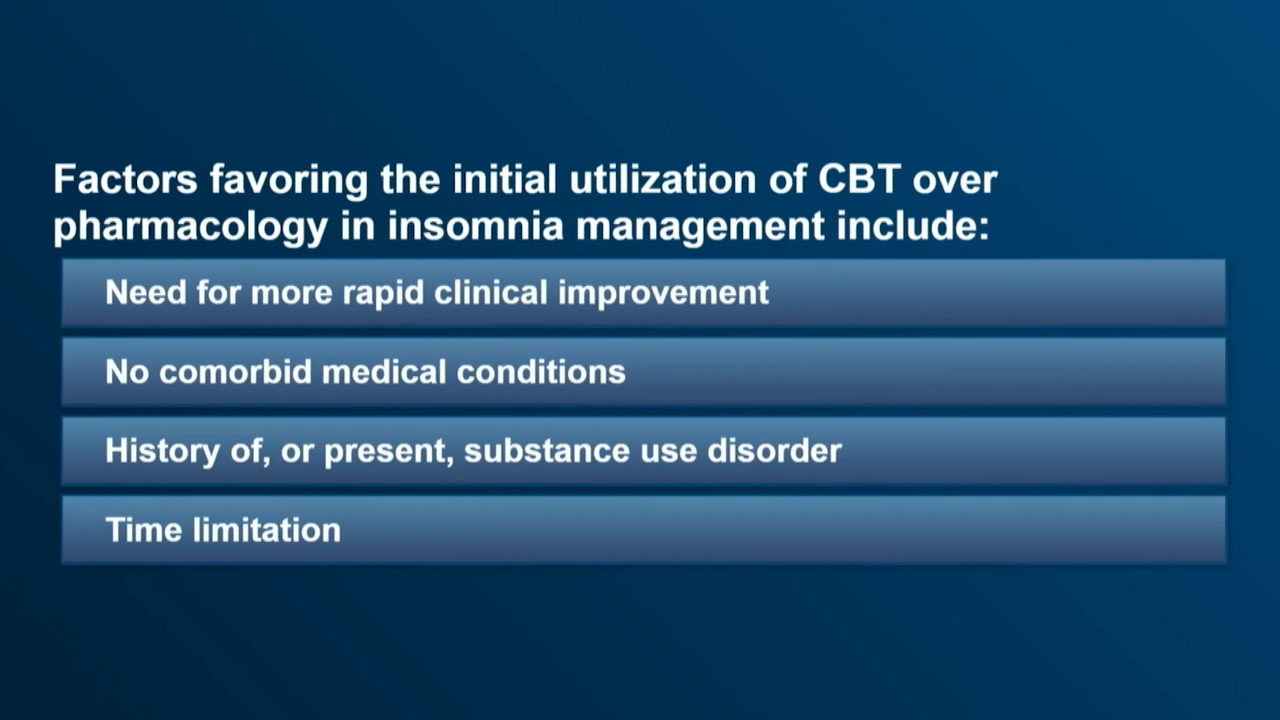 Factors favoring the initial utilization of CBT over
pharmacology in insomnia management include:
Need for more rapid clinical improvement
No comorbid medical conditions
History of, or present, substance use disorder
Time limitation